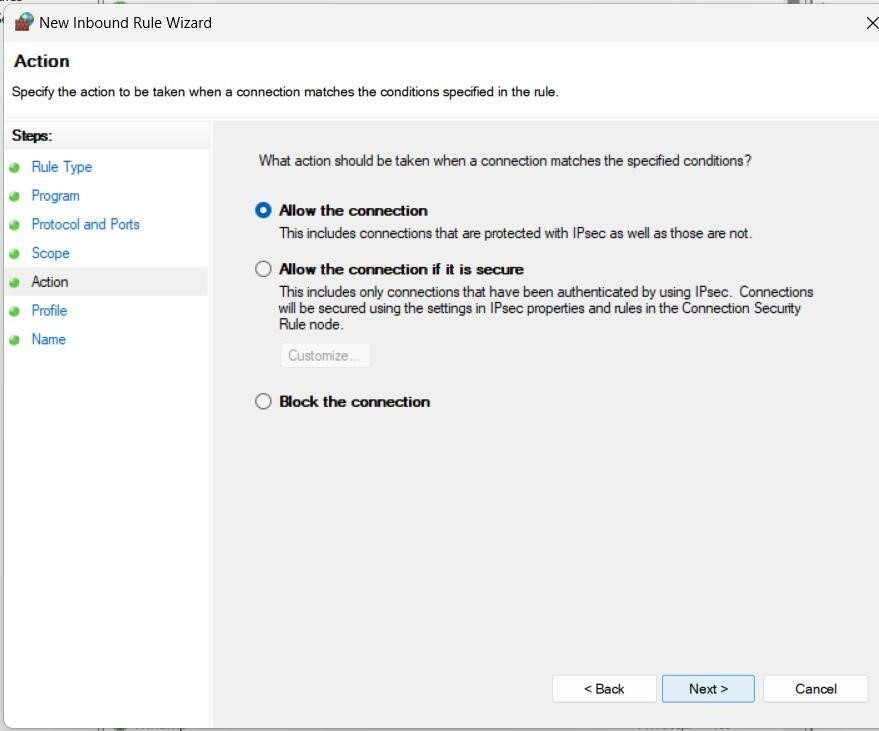 New Inbound Rule Wizard
Action
Specify the action to be taken when a connection matches the conditions specified in the rule.
Steps:
Rule Type
Program
Protocol and Ports
Scope
Action
Profile
Name
What action should be taken when a connection matches the specified conditions?
Allow the connection
This includes connections that are protected with IPsec as well as those are not.
Allow the connection if it is secure
This includes only connections that have been authenticated by using IPsec. Connections
will be secured using the settings in IPsec properties and rules in the Connection Security
Rule node.
Customize...
Block the connection
< Back
Next >
Cancel